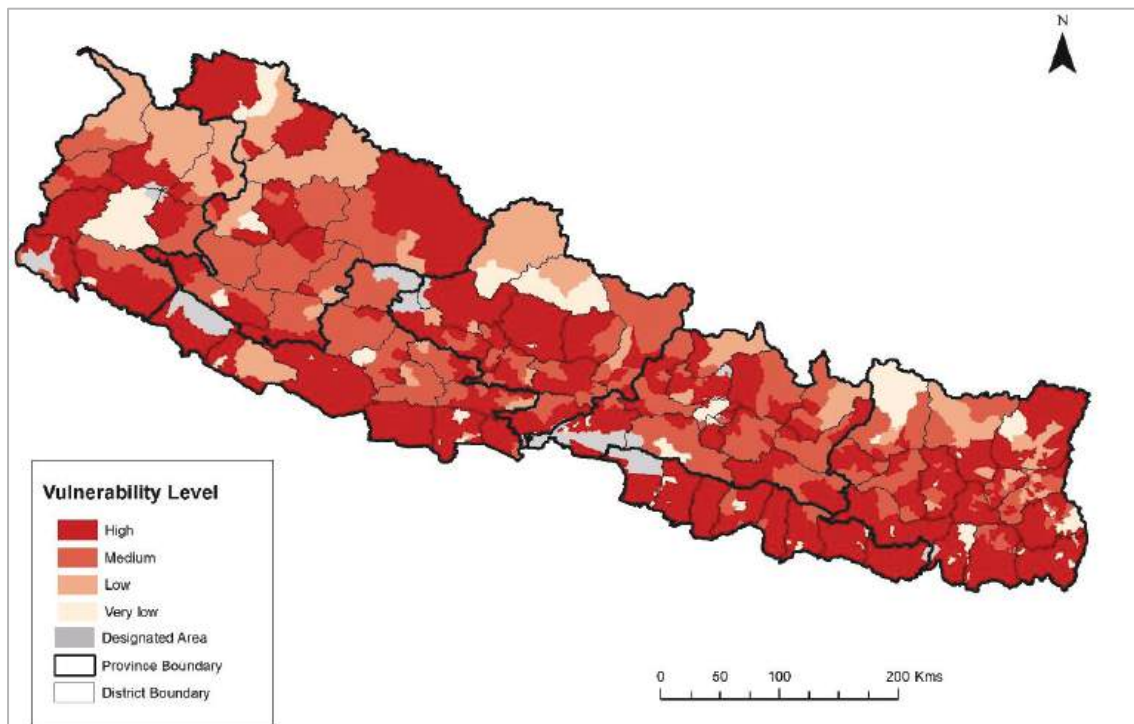 N
Vulnerability Level
High
Medium
Low
Very low
Designated Area
Province Boundary
District Boundary
0 50 100 200 Kms